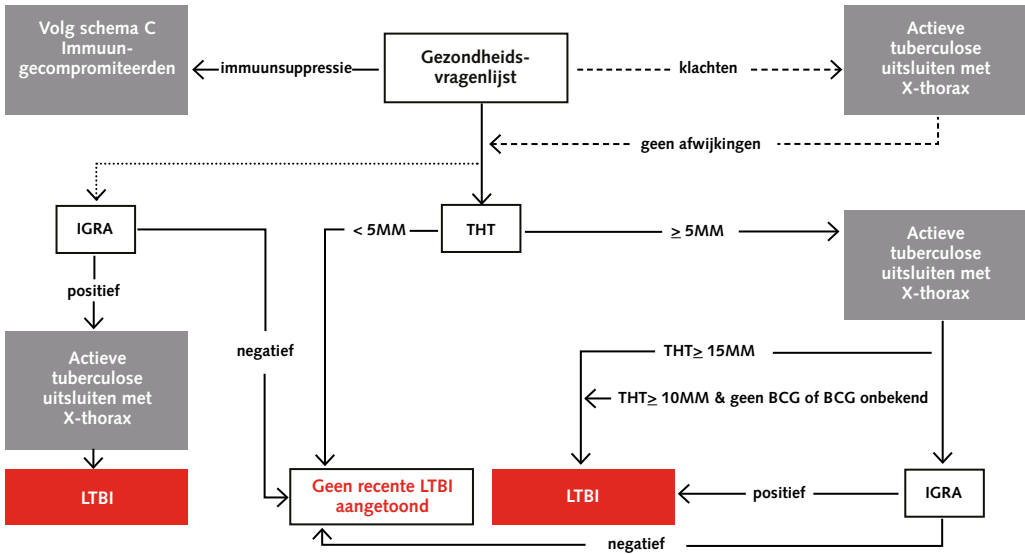 Volg schema C
Immuun-
gecompromiteerden
immuunsuppressie
Gezondheids-
vragenlijst
klachten
Actieve
tuberculose
uitsluiten met
X-thorax
geen afwijkingen
IGRA
< 5MM
THT
≥ 5MM
Actieve
tuberculose
uitsluiten met
X-thorax
positief
negatief
Actieve
tuberculose
uitsluiten met
X-thorax
THT≥ 15MM
THT≥ 10MM & geen BCG of BCG onbekend
LTBI
Geen recente LTBI
aangetoond
LTBI
positief
IGRA
negatief